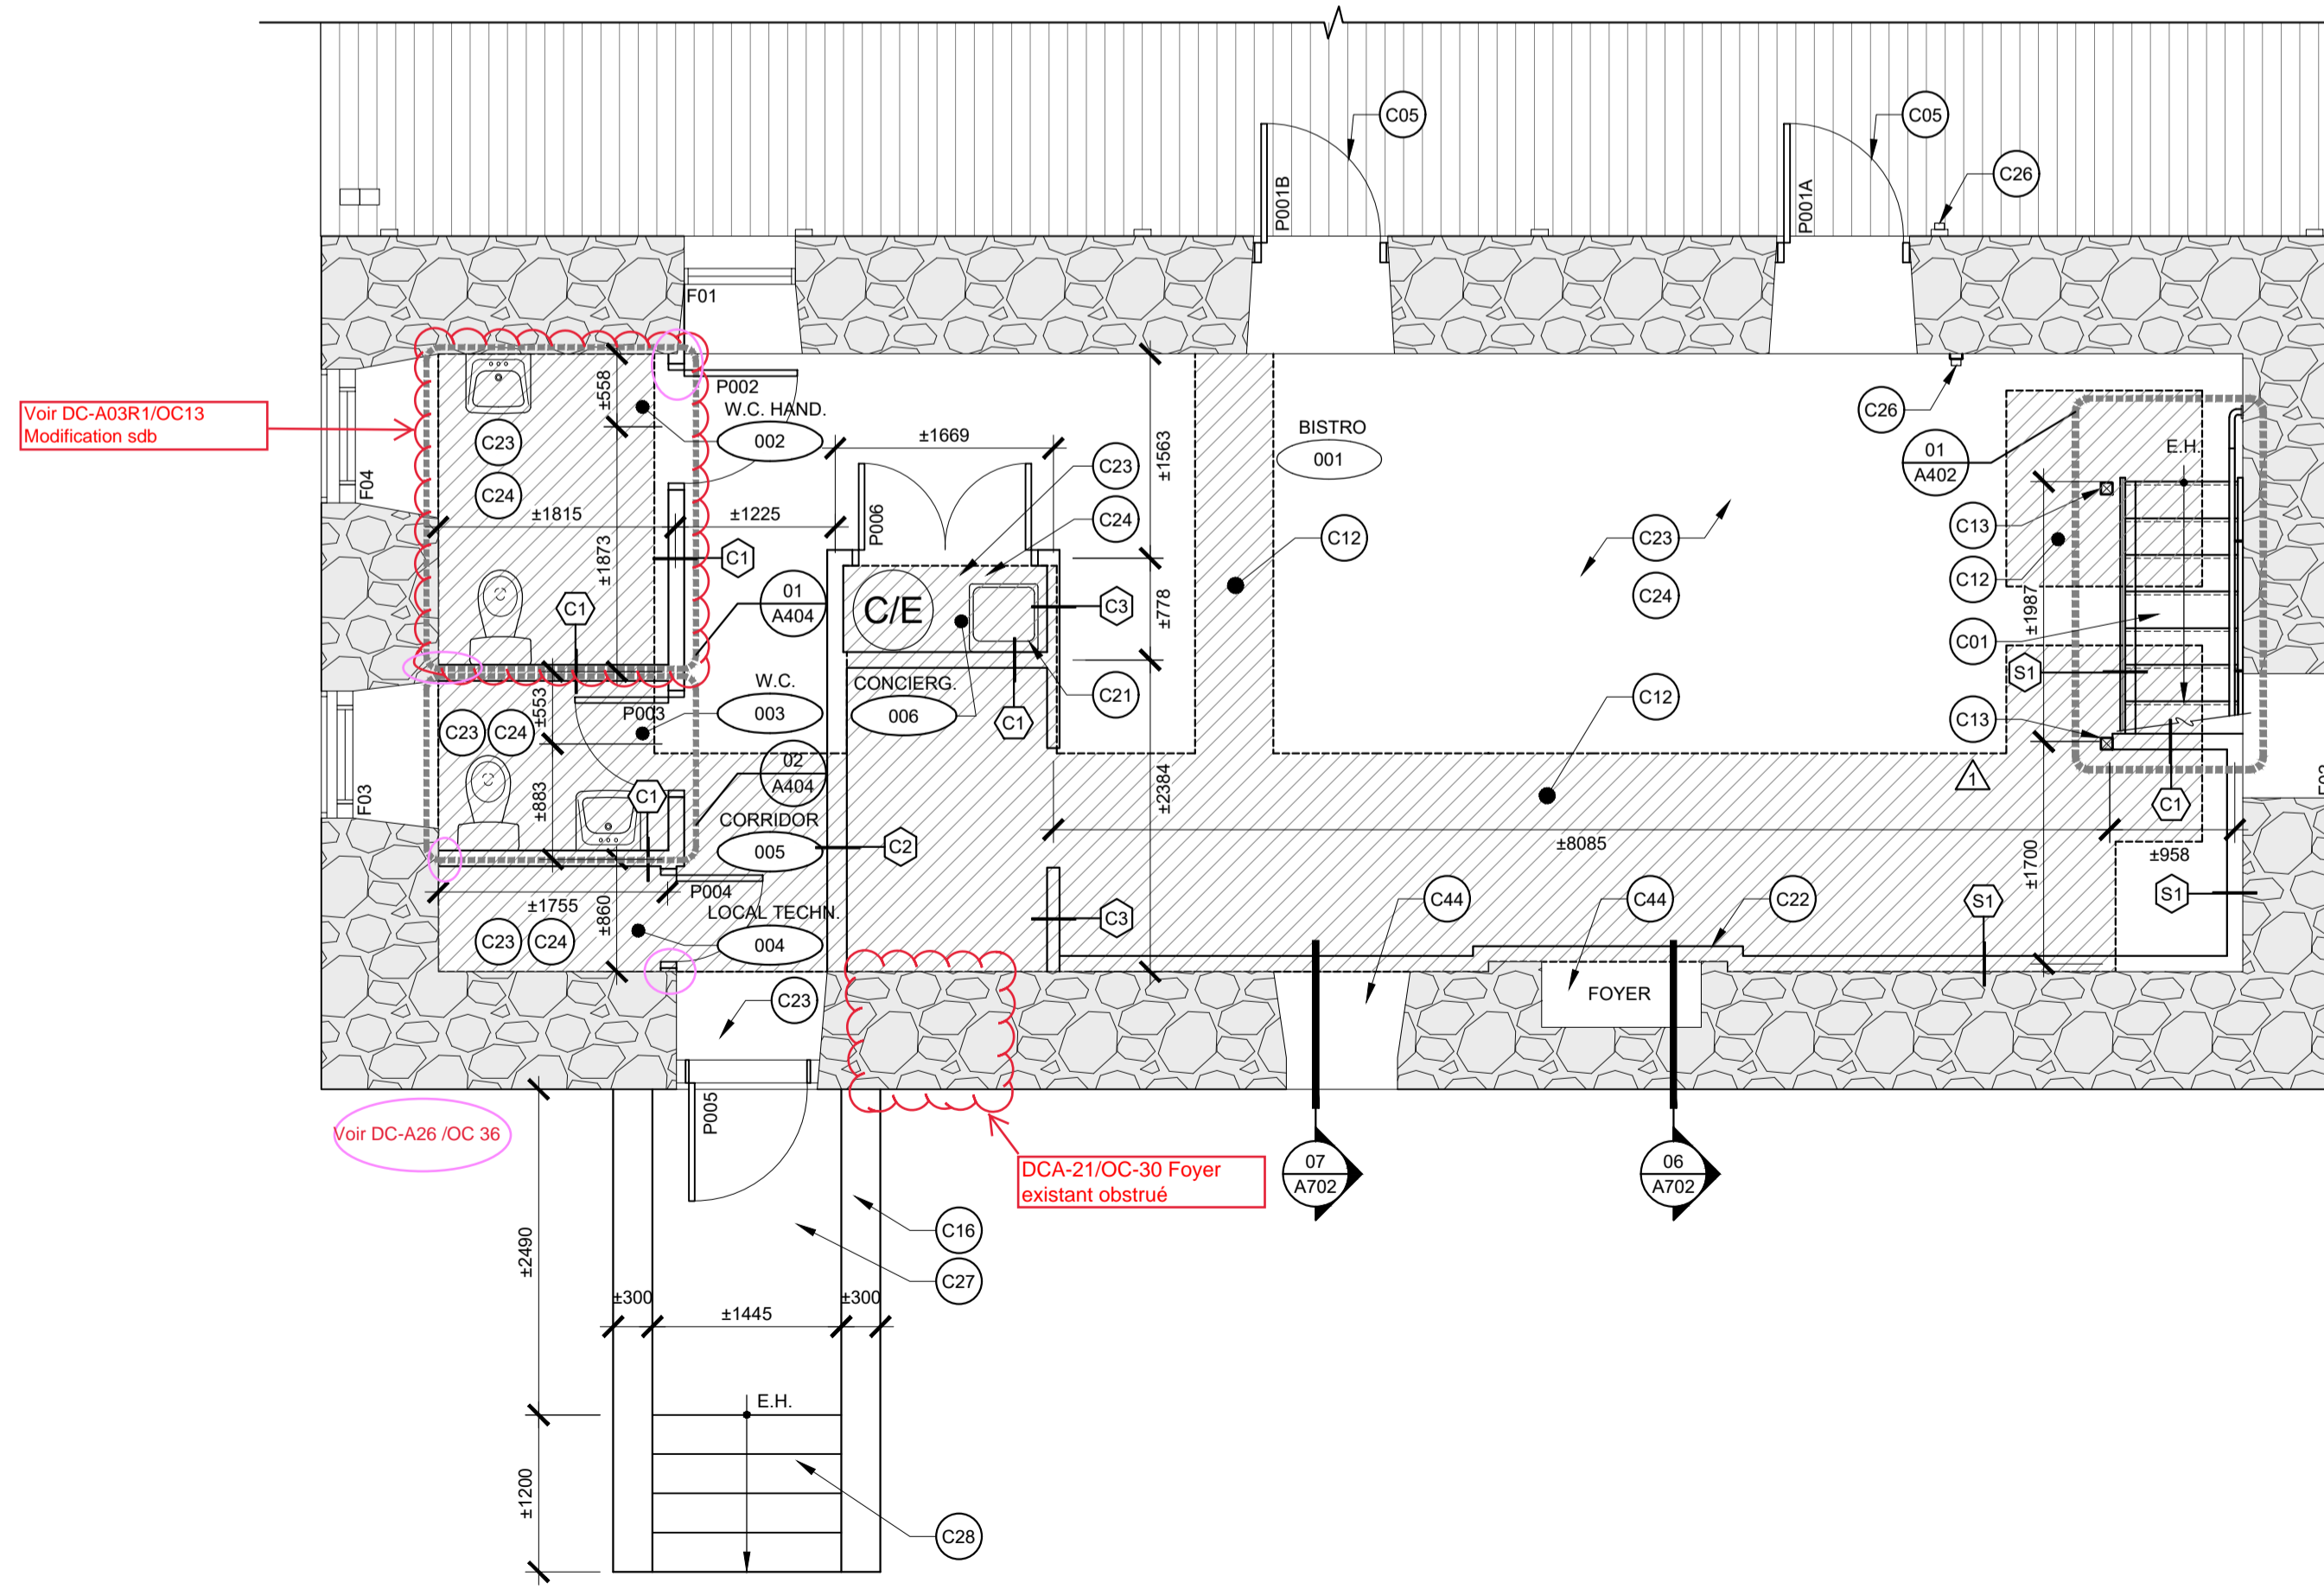 C05
C05
C26
P001B
P001A
F01
Voir DC-A03R1/OC13
Modification sdb
±558
P002
W.C. HAND.
002
C23
C24
F04
±1815
±1225
±1669
±1563
C23
C24
P006
BISTRO
001
C12
C23
C24
C26
01
A402
E.H.
C13
C12
±1987
C01
S1
C13
1
C1
±1873
C1
C1
01
A404
C/E
C3
±778
C21
C1
CONCIERG.
006
W.C.
003
P003
±553
C23
C24
F03
±883
C1
02
A404
CORRIDOR
005
C2
±2384
C12
±8085
±958
±1700
F02
S1
S1
±1755
±860
P004
LOCAL TECHN.
004
C23
C24
C3
C44
C44
C22
FOYER
C23
P005
Voir DC-A26 /OC 36
DCA-21/OC-30 Foyer
existant obstrué
07
A702
06
A702
C16
C27
±2490
±300
±1445
±300
E.H.
±1200
C28